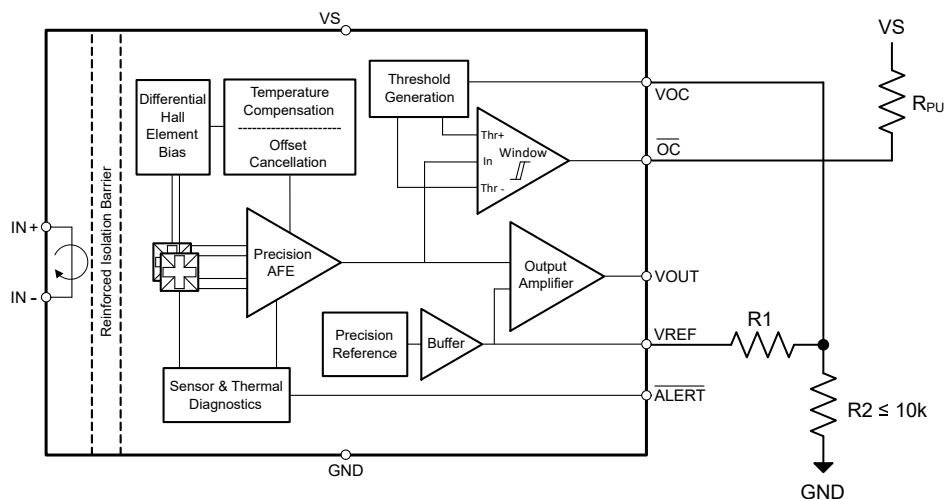 VS
VS
Differential
Hall
Element
Bias
Temperature
Compensation
Offset
Cancellation
Threshold
Generation
VOC
RPU
Thr+
In
Window
Thr -
OC
IN+
IN-
Reinforced Isolation Barrier
Precision
AFE
Output
Amplifier
VOUT
Precision
Reference
Buffer
VREF
R1
Sensor & Thermal
Diagnostics
ALERT
R2 ≤ 10k
GND
GND